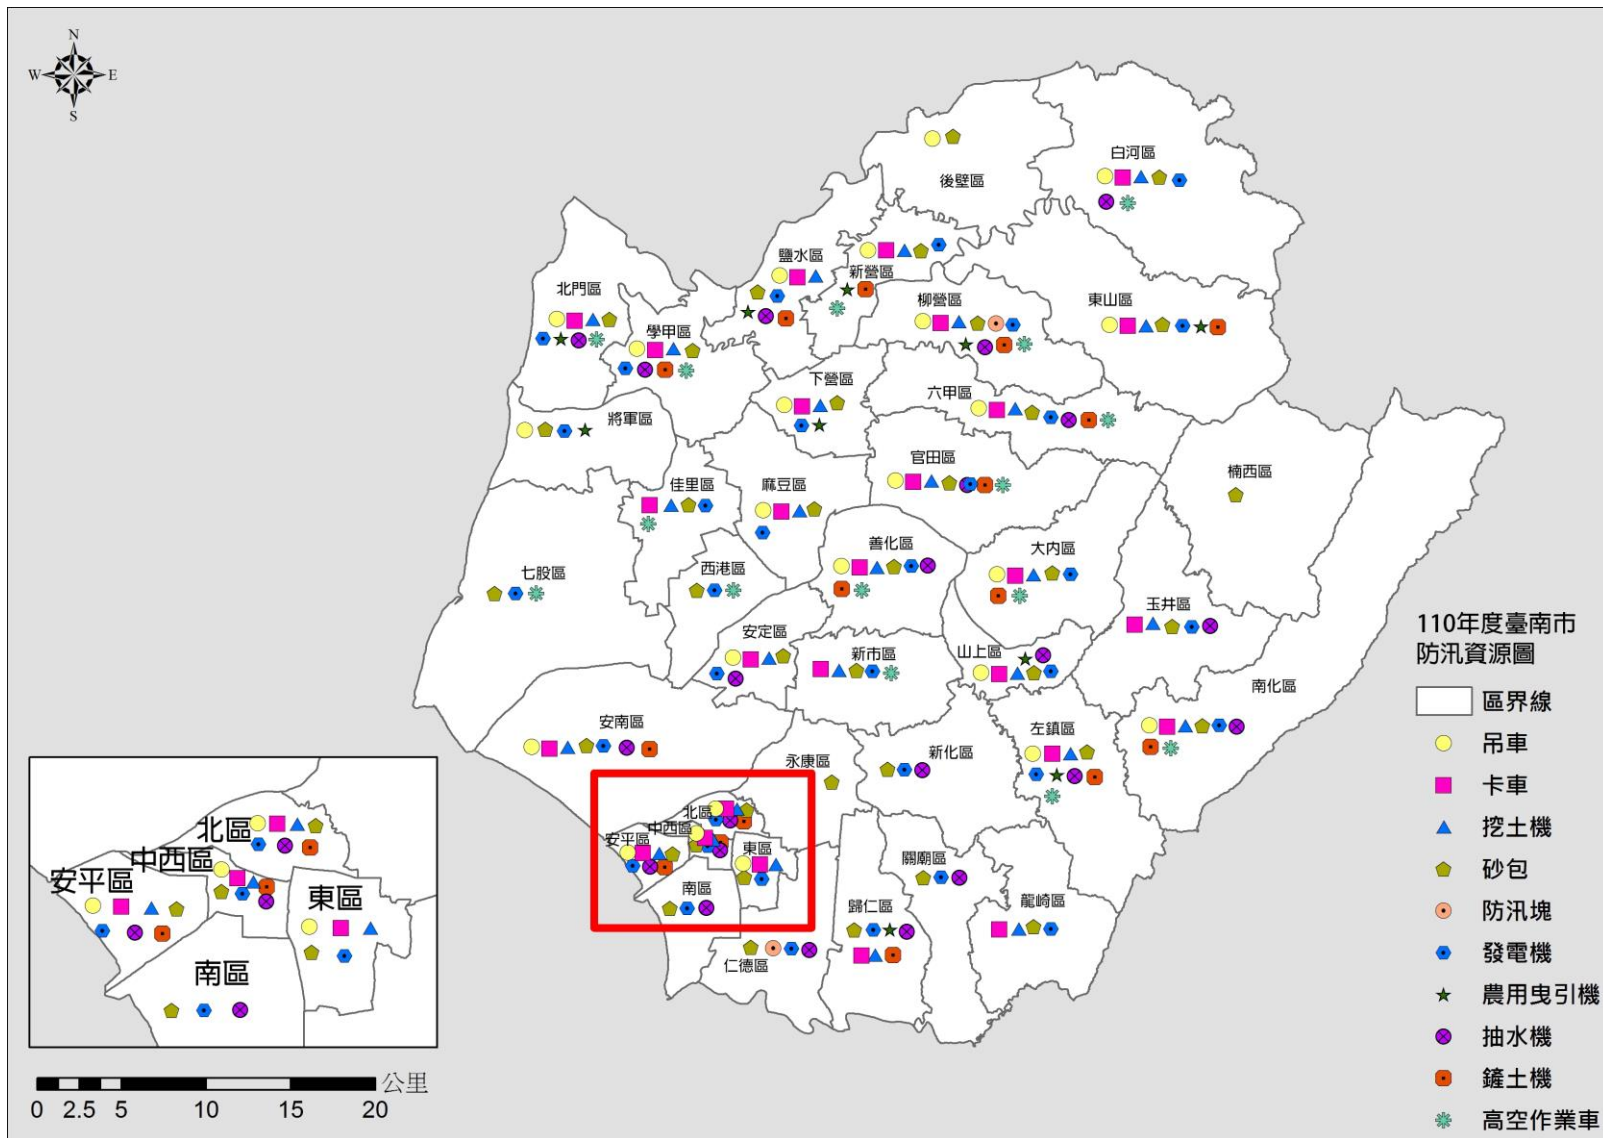 N
W E
S
後壁區
白河區
鹽水區
新營區
北門區
柳營區
東山區
學甲區
下營區
六甲區
將軍區
官田區
楠西區
佳里區
麻豆區
善化區
大內區
七股區
西港區
玉井區
安定區
新市區
山上區
南化區
安南區
左鎮區
新化區
永康區
北區
中西區
安平區
東區
南區
關廟區
龍崎區
歸仁區
仁德區
北區
中西區
安平區
東區
南區
公里
0 2.5 5 10 15 20
110年度臺南市
防汛資源圖
區界線
吊車
卡車
挖土機
砂包
防汛塊
發電機
農用曳引機
抽水機
鏟土機
高空作業車